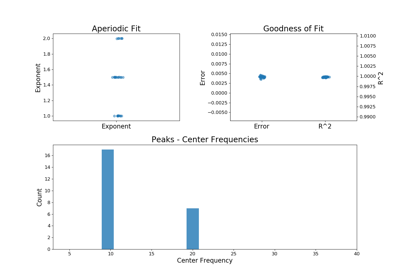 Aperiodic Fit
Goodness of Fit
2.0
1.8
1.6
1.4
1.2
1.0
Exponent
Exponent
0.0150
0.0125
0.0100
0.0075
0.0050
0.0025
0.0000
−0.0025
−0.0050
Error
1.0100
1.0075
1.0050
1.0025
1.0000
0.9975
0.9950
0.9925
0.9900
R^2
Error
R^2
Peaks - Center Frequencies
16
14
12
10
8
6
4
2
0
Count
5 10 15 20 25 30 35 40
Center Frequency